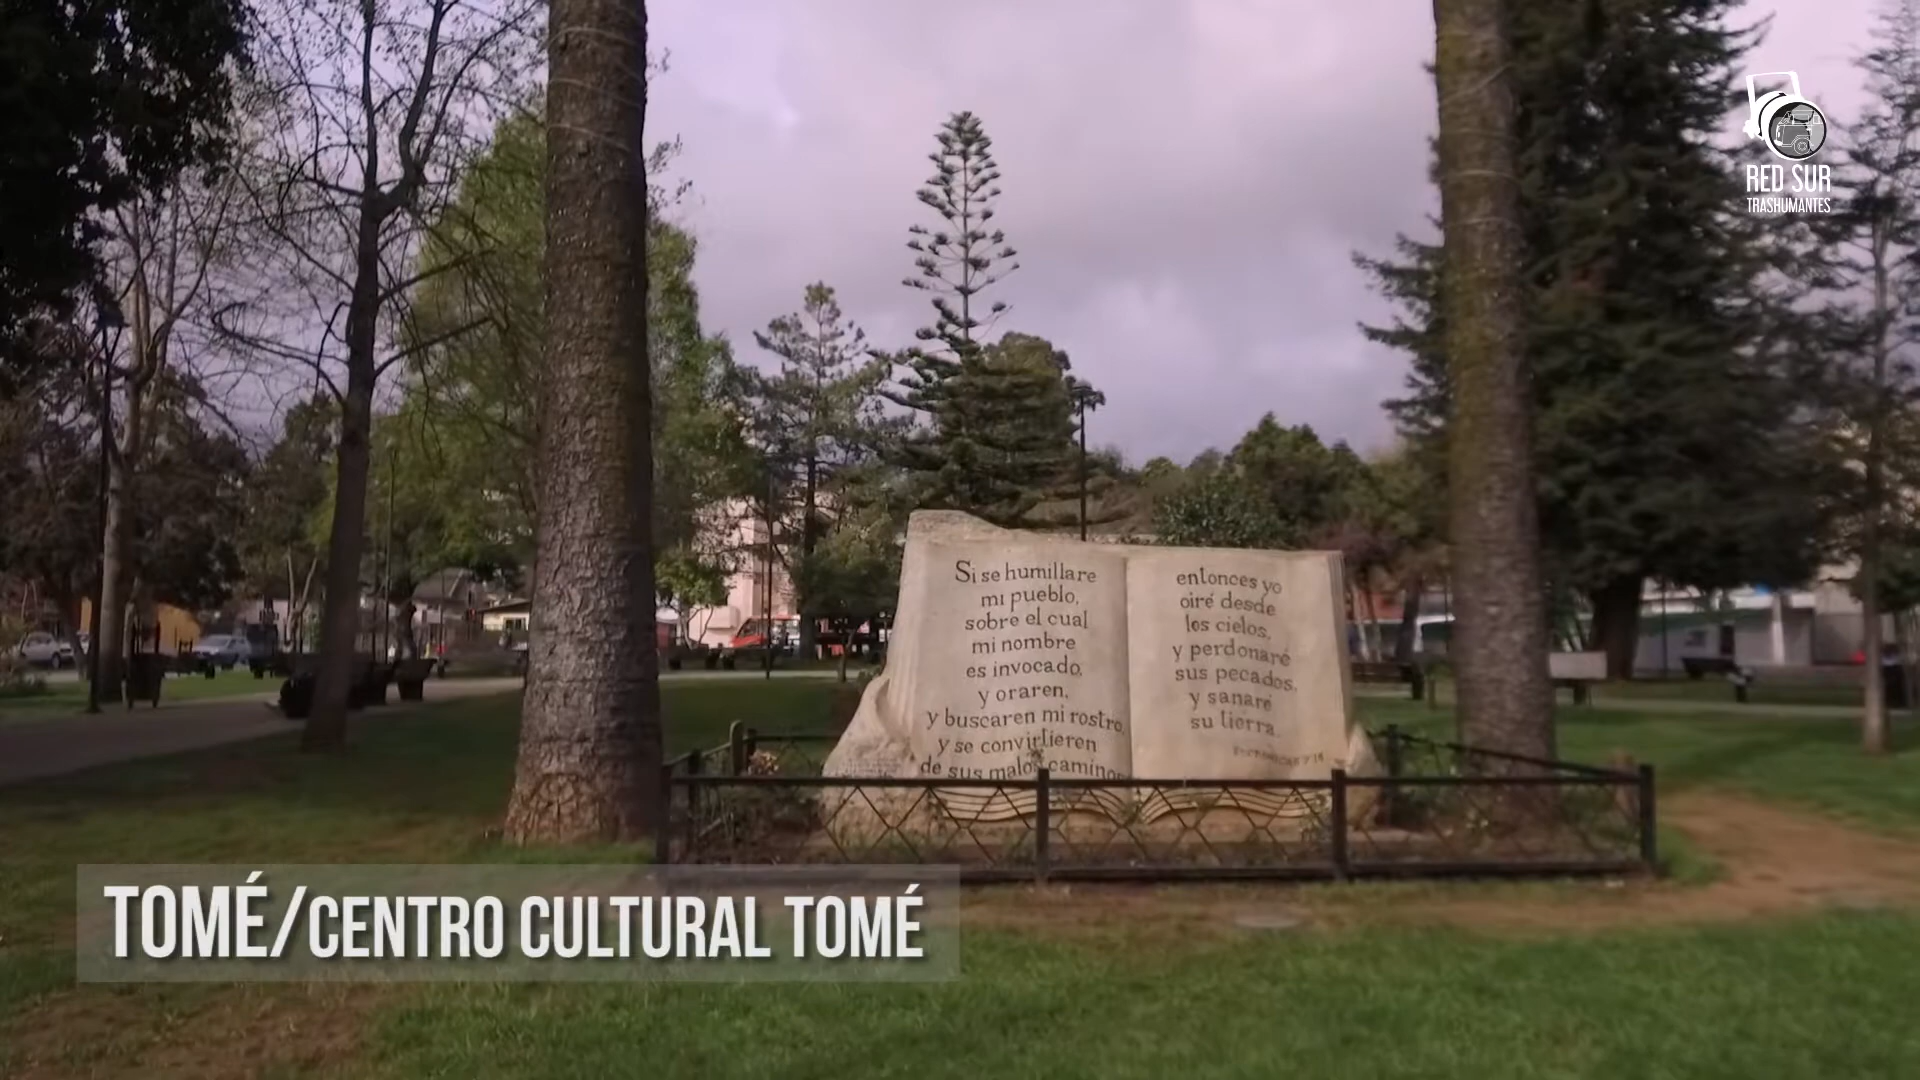 RED SUR
TRASHUMANTES
Si se humillare
mi pueblo,
sobre el cual
mi nombre
es invocado,
y oraren,
y buscaren mi rostro,
y se convirtieren
de sus malos caminos
entonces yo
oiré desde
los cielos,
y perdonaré
sus pecados,
y sanaré
su tierra.
TOMÉ/CENTRO CULTURAL TOMÉ